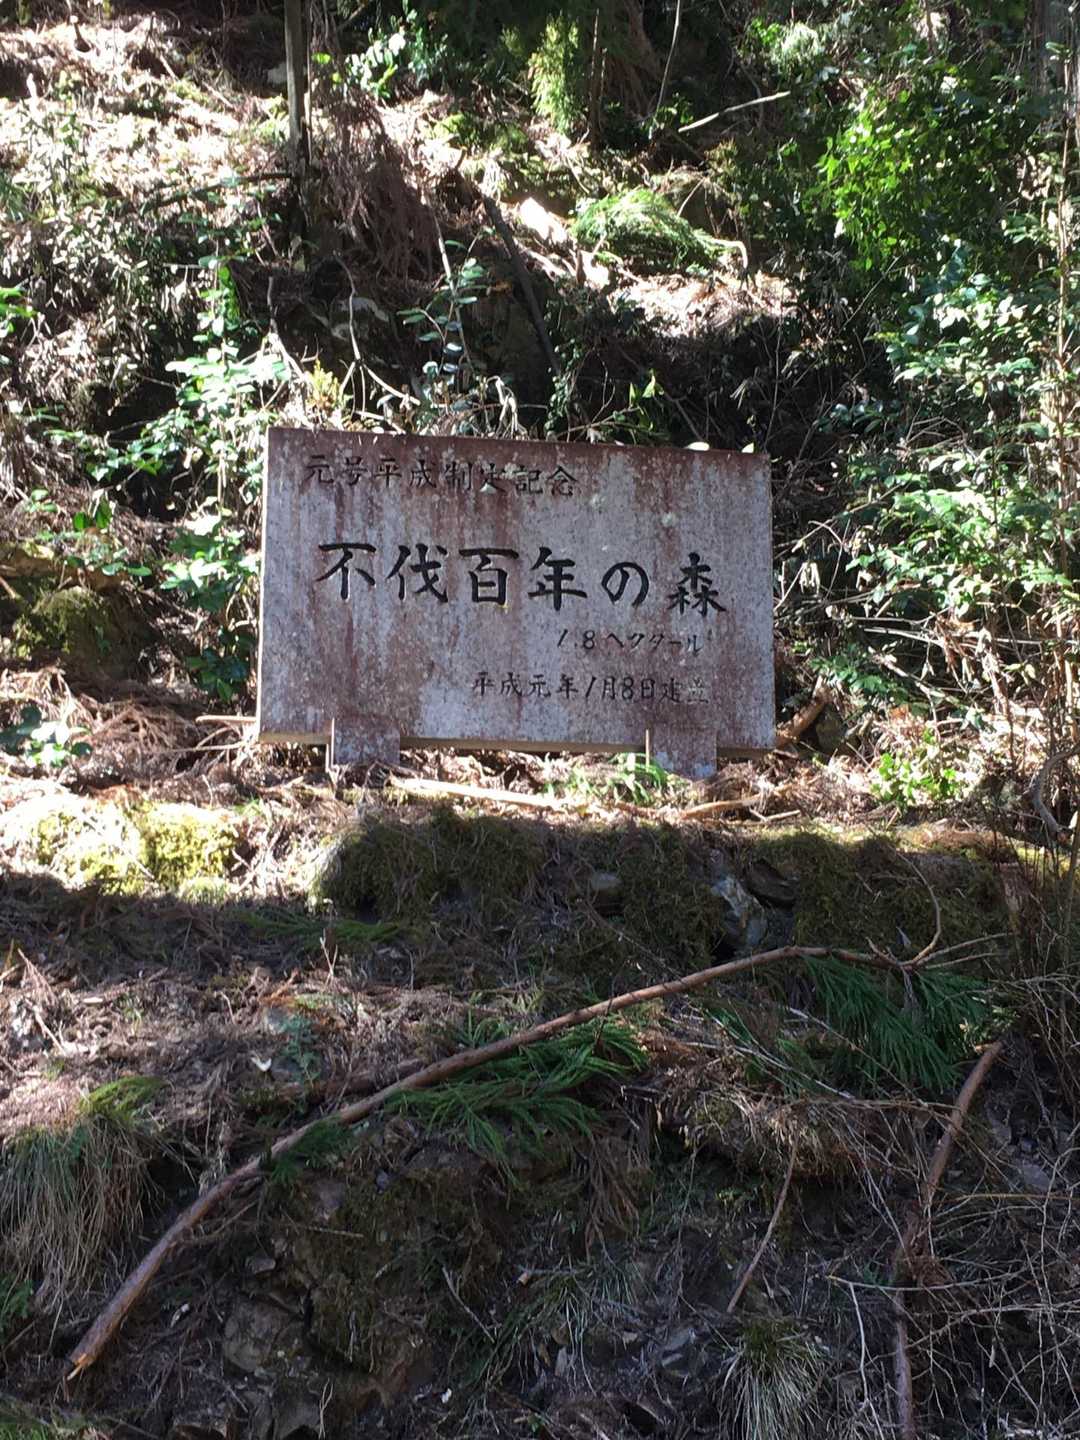 元号平成制定記念
不伐百年の森
1.8ヘクタール
平成元年1月8日建立